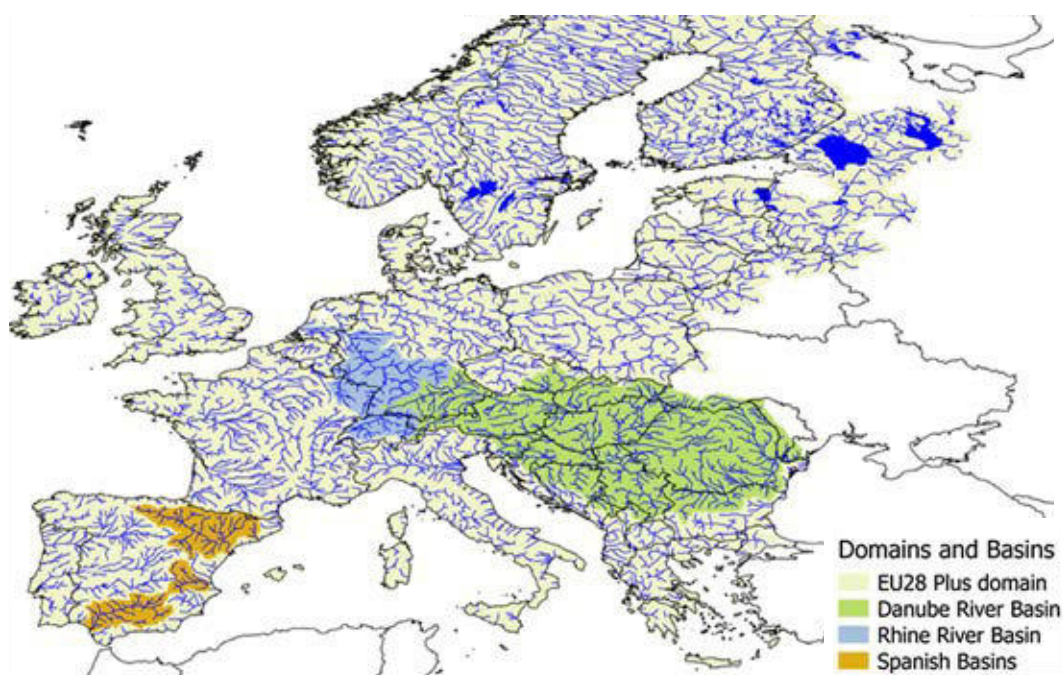 Domains and Basins
EU28 Plus domain
Danube River Basin
Rhine River Basin
Spanish Basins